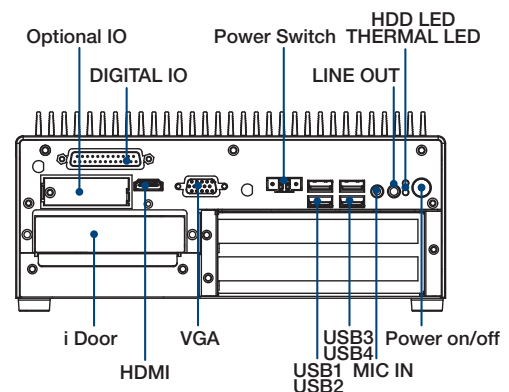 HDD LED
Optional IO
Power Switch
THERMAL LED
DIGITAL IO
LINE OUT
i Door
VGA
USB3
Power on/off
USB4
HDMI
USB1
MIC IN
USB2